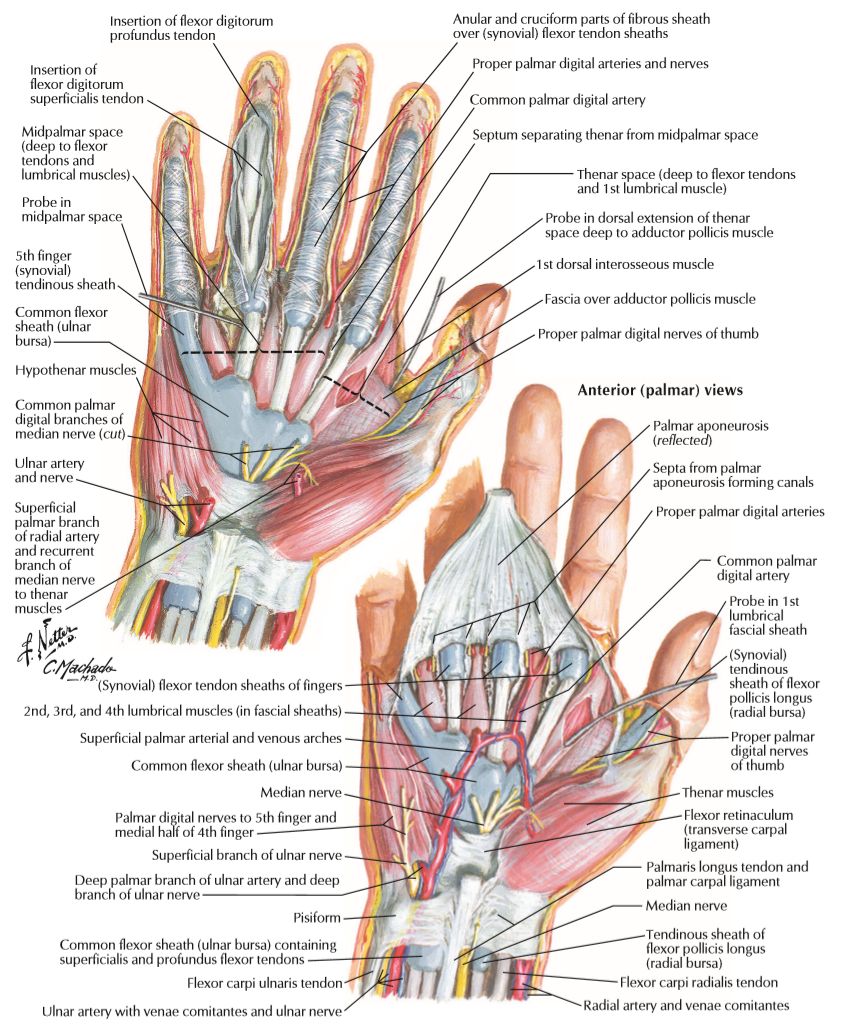 Insertion of flexor digitorum
profundus tendon
Anular and cruciform parts of fibrous sheath
over (synovial) flexor tendon sheaths
Insertion of
flexor digitorum
superficialis tendon
Proper palmar digital arteries and nerves
Common palmar digital artery
Midpalmar space
(deep to flexor
tendons and
lumbrical muscles)
Septum separating thenar from midpalmar space
Thenar space (deep to flexor tendons
and 1st lumbrical muscle)
Probe in
midpalmar space
Probe in dorsal extension of thenar
space deep to adductor pollicis muscle
5th finger
(synovial)
tendinous sheath
1st dorsal interosseous muscle
Fascia over adductor pollicis muscle
Common flexor
sheath (ulnar
bursa)
Proper palmar digital nerves of thumb
Hypothenar muscles
Anterior (palmar) views
Common palmar
digital branches of
median nerve (cut)
Palmar aponeurosis
(reflected)
Ulnar artery
and nerve
Septa from palmar
aponeurosis forming canals
Superficial
palmar branch
of radial artery
and recurrent
branch of
median nerve
to thenar
muscles
Proper palmar digital arteries
Common palmar
digital artery
Probe in 1st
lumbrical
fascial sheath
F. Netter
M.D.
C. Machado
M.D.
(Synovial) flexor tendon sheaths of fingers
(Synovial)
tendinous
sheath of flexor
pollicis longus
(radial bursa)
2nd, 3rd, and 4th lumbrical muscles (in fascial sheaths)
Superficial palmar arterial and venous arches
Proper palmar
digital nerves
of thumb
Common flexor sheath (ulnar bursa)
Median nerve
Thenar muscles
Palmar digital nerves to 5th finger and
medial half of 4th finger
Flexor retinaculum
(transverse carpal
ligament)
Superficial branch of ulnar nerve
Palmaris longus tendon and
palmar carpal ligament
Deep palmar branch of ulnar artery and deep
branch of ulnar nerve
Median nerve
Pisiform
Tendinous sheath of
flexor pollicis longus
(radial bursa)
Common flexor sheath (ulnar bursa) containing
superficialis and profundus flexor tendons
Flexor carpi ulnaris tendon
Flexor carpi radialis tendon
Ulnar artery with venae comitantes and ulnar nerve
Radial artery and venae comitantes